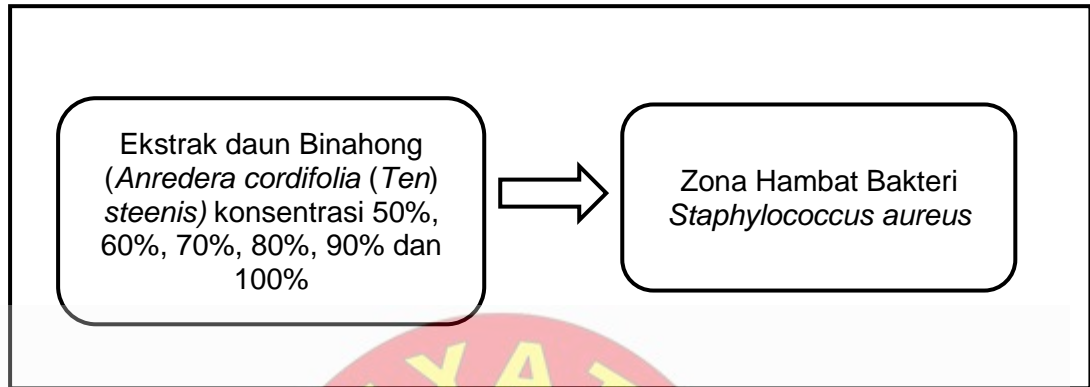 Ekstrak daun Binahong
(Anredera cordifolia (Ten)
steenis) konsentrasi 50%,
60%, 70%, 80%, 90% dan
100%
Zona Hambat Bakteri
Staphylococcus aureus
YAT